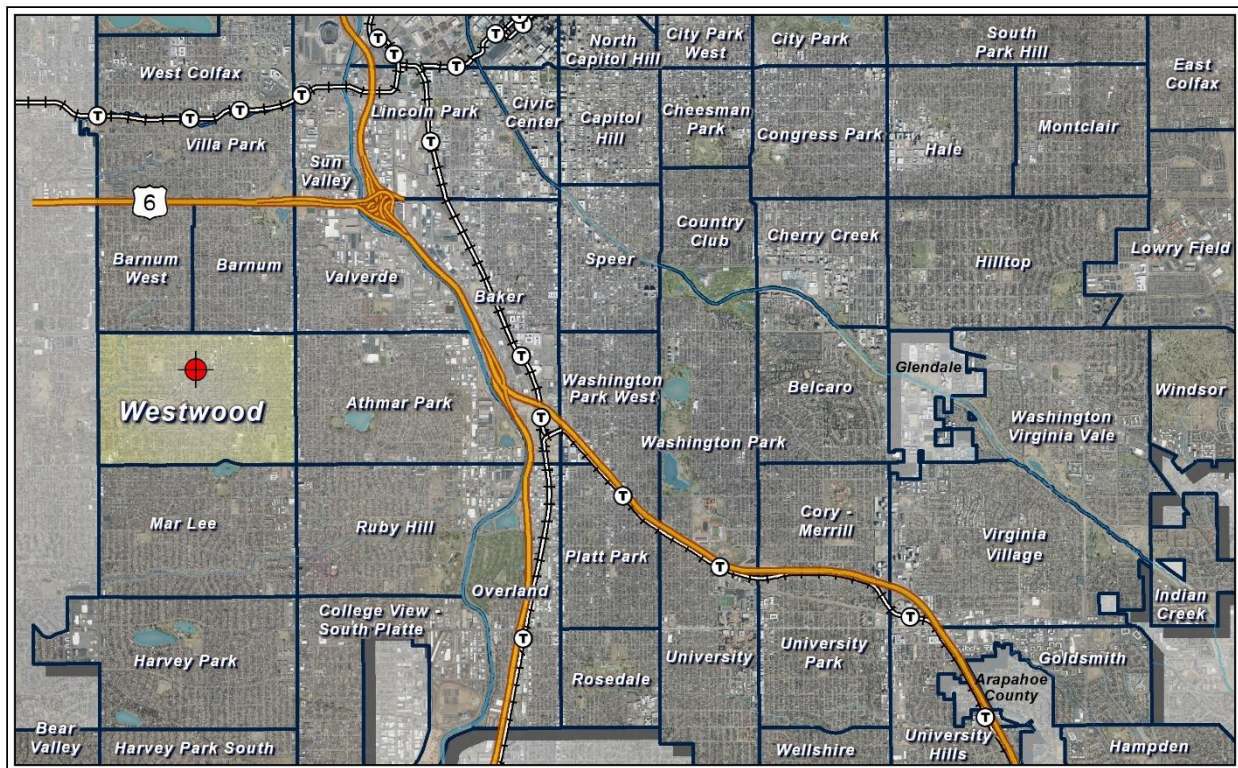 North
Capitol Hill
City Park
West
City Park
South
Park Hill
East
Colfax
West Colfax
T
T
T
T
T
T
T
T
T
T
Lincoln Park
Civic
Center
Capitol
Hill
Cheesman
Park
Congress Park
Hale
Montclair
Villa Park
Sun
Valley
6
Barnum
West
Barnum
Valverde
Baker
Speer
Country
Club
Cherry Creek
Hilltop
Lowry Field
T
Westwood
Athmar Park
Washington
Park West
Belcaro
Glendale
Windsor
Washington
Virginia Vale
T
Washington Park
Mar Lee
Ruby Hill
T
Platt Park
Cory -
Merrill
Virginia
Village
T
Overland
College View -
South Platte
T
T
Indian
Creek
Harvey Park
Rosedale
University
University
Park
Goldsmith
Arapahoe
County
T
Bear
Valley
Harvey Park South
Wellshire
University
Hills
Hampden